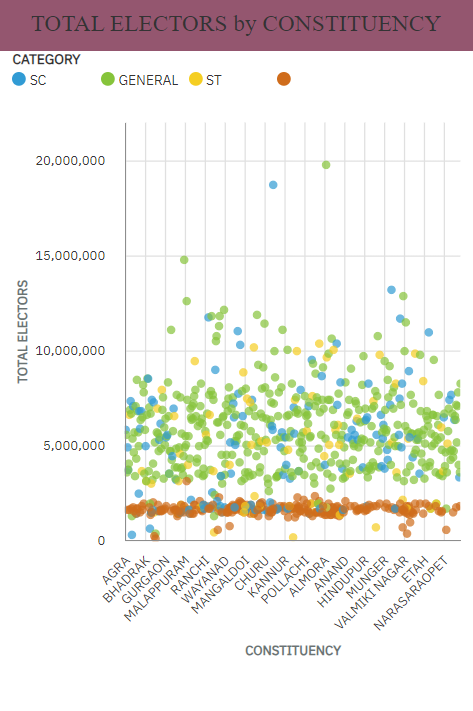 TOTAL ELECTORS by CONSTITUENCY
CATEGORY
SC GENERAL ST
20,000,000
15,000,000
10,000,000
5,000,000
0
TOTAL ELECTORS
AGRA
BHADRAK
GURGAON
MALAPPURAM
RANCHI
WAYANAD
MANGALDOI
CHURU
KANNUR
POLLACHI
ALMORA
ANAND
HINDUPUR
MUNGER
VALMIKI NAGAR
ETAH
NARASARAOPET
CONSTITUENCY